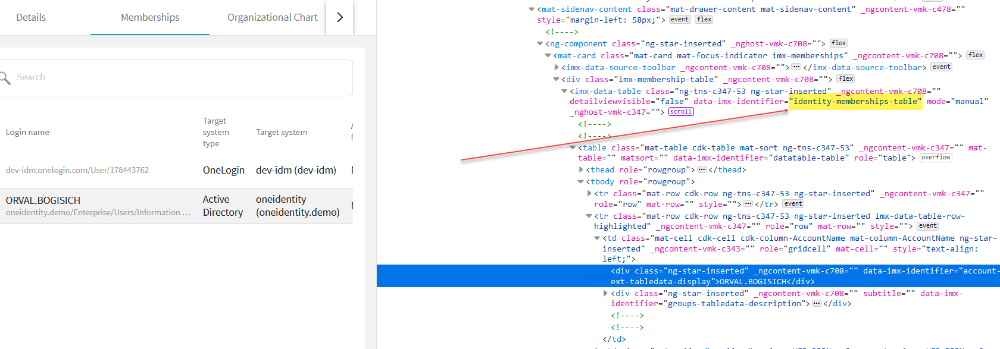 Details
Memberships
Organizational Chart
Search
Login name
Target
system
type
Target system
dev-idm.onelogin.com/User/178443762
OneLogin
dev-idm (dev-idm)
ORVAL.BOGISICH
oneidentity.demo/Enterprise/Users/Information ...
Active
Directory
oneidentity
(oneidentity.demo)
<mat-sidenav-content class="mat-drawer-content mat-sidenav-content" _ngcontent-vmk-c478=""
style="margin-left: 58px;"> event flex
<!---->
<ng-component class="ng-star-inserted" _nghost-vmk-c708=""> flex
<mat-card class="mat-card mat-focus-indicator imx-memberships" _ngcontent-vmk-c708=""> flex
<imx-data-source-toolbar _ngcontent-vmk-c708="">···</imx-data-source-toolbar> event
<div class="imx-membership-table" _ngcontent-vmk-c708=""> flex
<imx-data-table class="ng-tns-c347-53 ng-star-inserted" _ngcontent-vmk-c708=""
detailviewvisible="false" data-imx-identifier="identity-memberships-table" mode="manual"
_nghost-vmk-c347=""> scroll
<!---->
<!---->
<table class="mat-table cdk-table mat-sort ng-tns-c347-53" _ngcontent-vmk-c347="" mat-
table="" matsort="" data-imx-identifier="datatable-table" role="table"> overflow
<thead role="rowgroup">···</thead>
<tbody role="rowgroup">
<tr class="mat-row cdk-row ng-tns-c347-53 ng-star-inserted" _ngcontent-vmk-c347=""
role="row" mat-row="" style="">···</tr> event
<tr class="mat-row cdk-row ng-tns-c347-53 ng-star-inserted imx-data-table-row-
highlighted" _ngcontent-vmk-c347="" role="row" mat-row="" style=""> event
<td class="mat-cell cdk-cell cdk-column-AccountName mat-column-AccountName ng-star-
inserted" _ngcontent-vmk-c343="" role="gridcell" mat-cell="" style="text-align:
left;">
<div class="ng-star-inserted" _ngcontent-vmk-c708="" data-imx-identifier="account-
ext-tabledata-display">ORVAL.BOGISICH</div>
<div class="ng-star-inserted" _ngcontent-vmk-c708="" subtitle="" data-imx-
identifier="groups-tabledata-description">···</div>
<!---->
<!---->
</td>